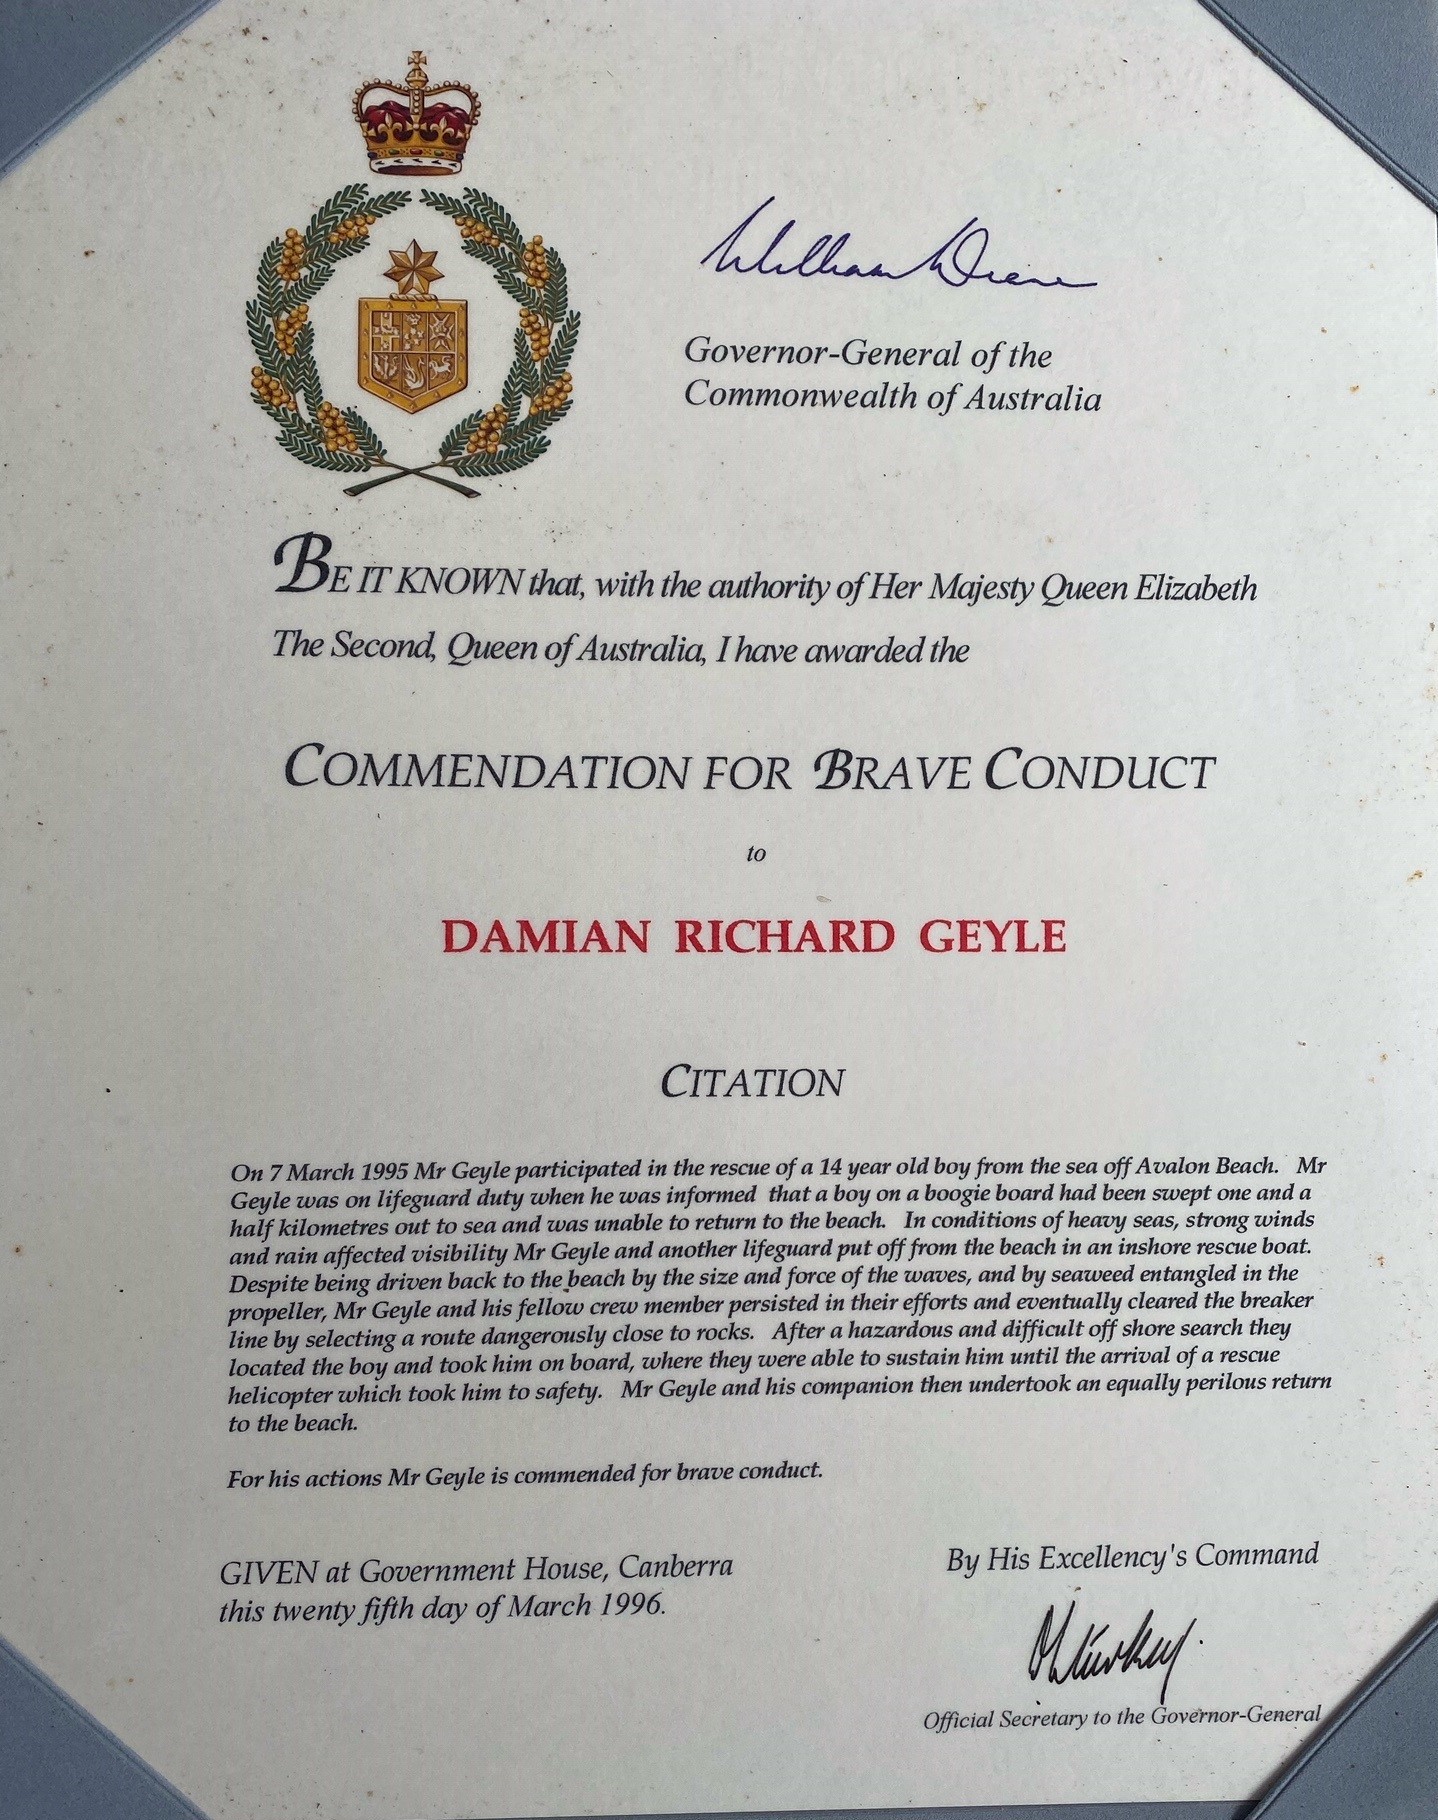 William Deane
Governor-General of the
Commonwealth of Australia
BE IT KNOWN that, with the authority of Her Majesty Queen Elizabeth
The Second, Queen of Australia, I have awarded the
COMMENDATION FOR BRAVE CONDUCT
to
DAMIAN RICHARD GEYLE
CITATION
On 7 March 1995 Mr Geyle participated in the rescue of a 14 year old boy from the sea off Avalon Beach. Mr
Geyle was on lifeguard duty when he was informed that a boy on a boogie board had been swept one and a
half kilometres out to sea and was unable to return to the beach. In conditions of heavy seas, strong winds
and rain affected visibility Mr Geyle and another lifeguard put off from the beach in an inshore rescue boat.
Despite being driven back to the beach by the size and force of the waves, and by seaweed entangled in the
propeller, Mr Geyle and his fellow crew member persisted in their efforts and eventually cleared the breaker
line by selecting a route dangerously close to rocks. After a hazardous and difficult off shore search they
located the boy and took him on board, where they were able to sustain him until the arrival of a rescue
helicopter which took him to safety. Mr Geyle and his companion then undertook an equally perilous return
to the beach.
For his actions Mr Geyle is commended for brave conduct.
GIVEN at Government House, Canberra
this twenty fifth day of March 1996.
By His Excellency's Command
Official Secretary to the Governor-General